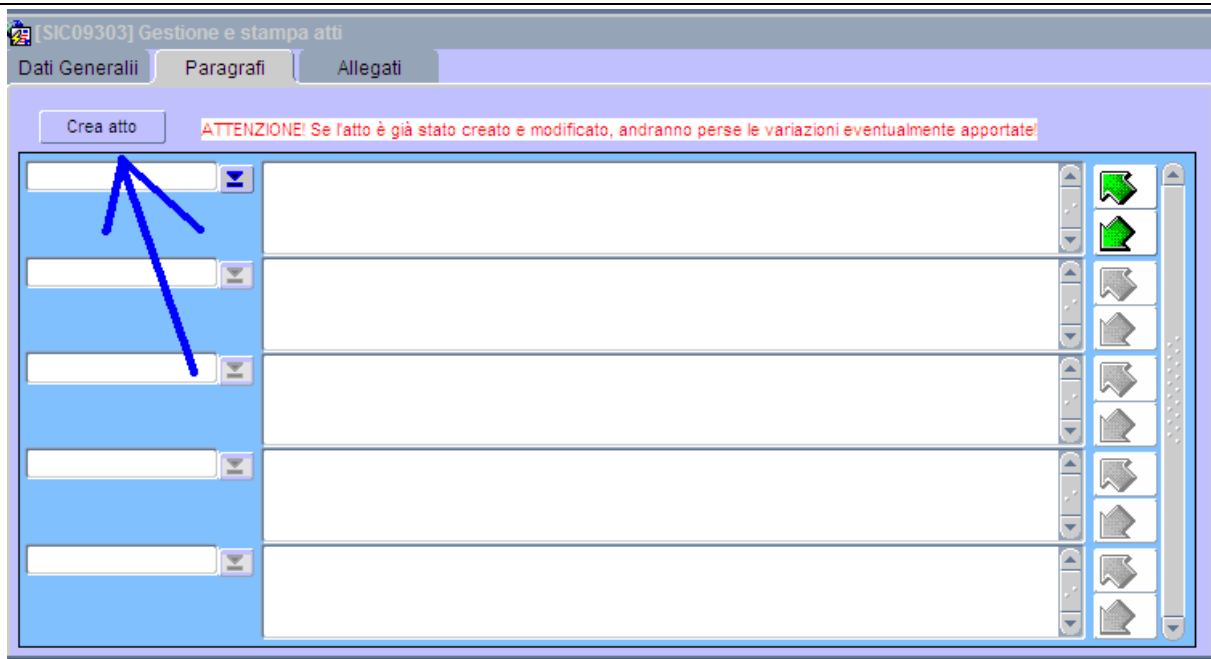 [SIC09303] Gestione e stampa atti
Dati Generalii Paragrafi Allegati
Crea atto ATTENZIONE! Se l'atto è già stato creato e modificato, andranno perse le variazioni eventualmente apportate!